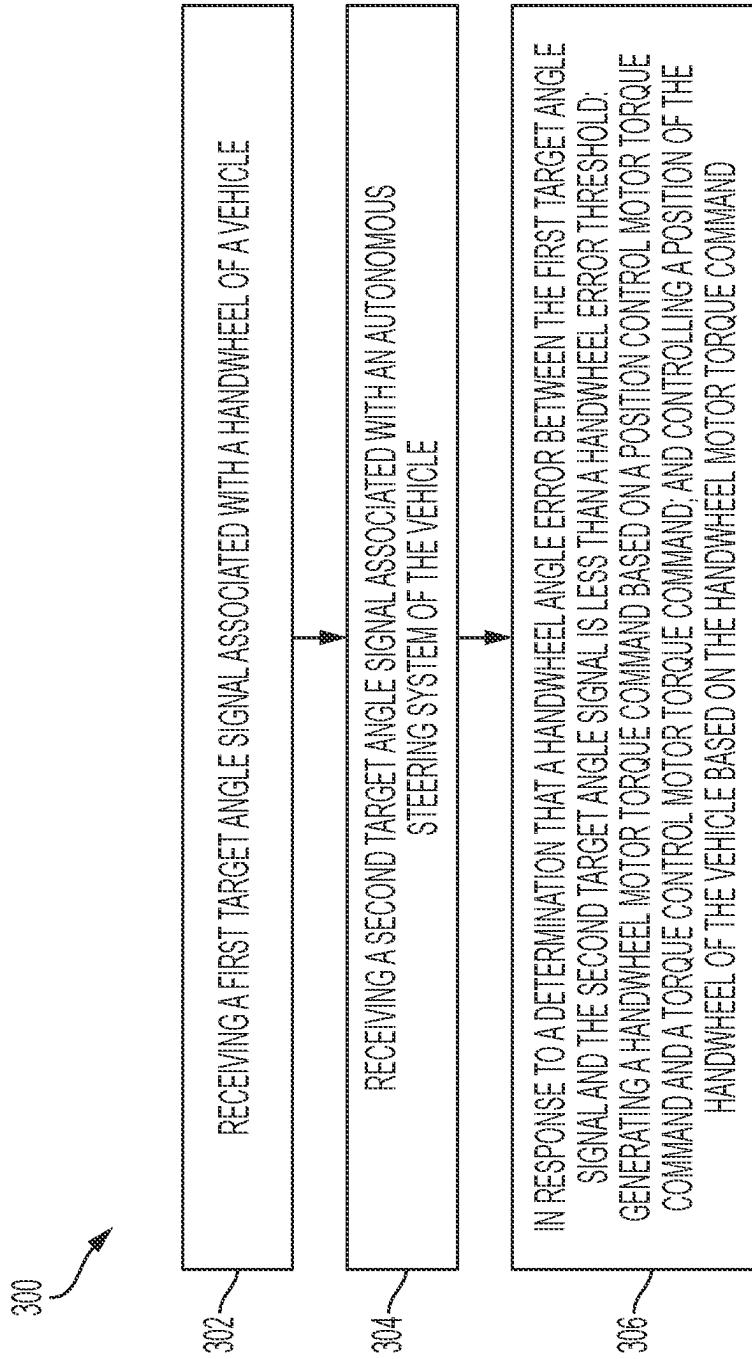 300
302
RECEIVING A FIRST TARGET ANGLE SIGNAL ASSOCIATED WITH A HANDWHEEL OF A VEHICLE
304
RECEIVING A SECOND TARGET ANGLE SIGNAL ASSOCIATED WITH AN AUTONOMOUS
STEERING SYSTEM OF THE VEHICLE
306
IN RESPONSE TO A DETERMINATION THAT A HANDWHEEL ANGLE ERROR BETWEEN THE FIRST TARGET ANGLE
SIGNAL AND THE SECOND TARGET ANGLE SIGNAL IS LESS THAN A HANDWHEEL ERROR THRESHOLD:
GENERATING A HANDWHEEL MOTOR TORQUE COMMAND BASED ON A POSITION CONTROL MOTOR TORQUE
COMMAND AND A TORQUE CONTROL MOTOR TORQUE COMMAND; AND CONTROLLING A POSITION OF THE
HANDWHEEL OF THE VEHICLE BASED ON THE HANDWHEEL MOTOR TORQUE COMMAND